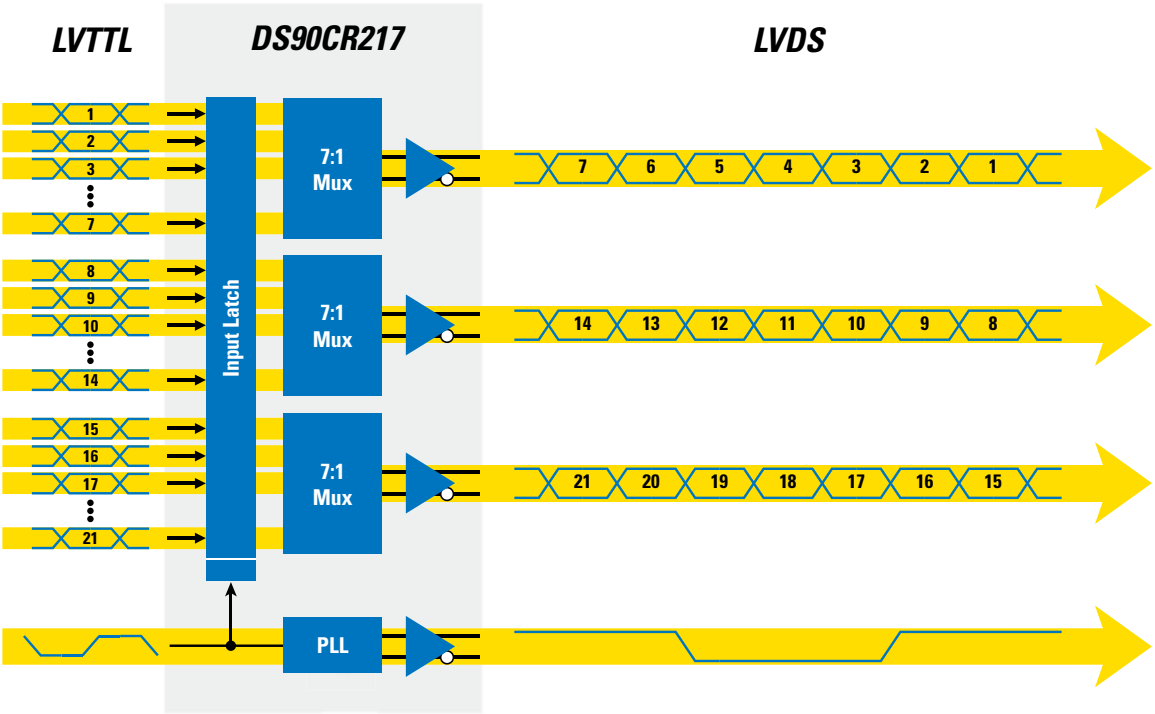 LVTTL DS90CR217 LVDS
1
2
3
7
7:1
Mux
7 6 5 4 3 2 1
8
9
10
14
Input Latch
7:1
Mux
14 13 12 11 10 9 8
15
16
17
21
7:1
Mux
21 20 19 18 17 16 15
PLL